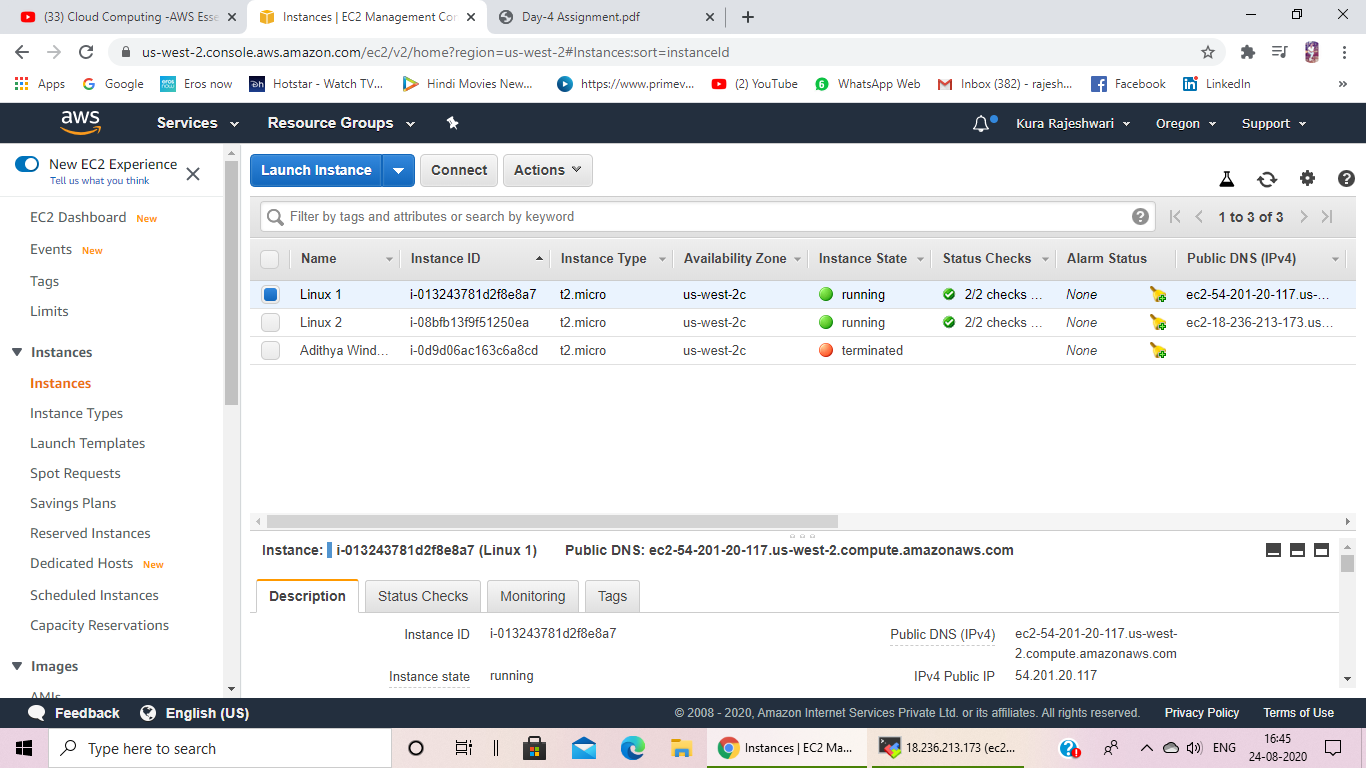 (33) Cloud Computing -AWS Esse
Instances | EC2 Management Con
Day-4 Assignment.pdf
us-west-2.console.aws.amazon.com/ec2/v2/home?region=us-west-2#Instances:sort=instanceId
Apps
Google
Eros now
Hotstar - Watch TV...
Hindi Movies New...
https://www.primev...
(2) YouTube
6 WhatsApp Web
Inbox (382) - rajesh...
Facebook
LinkedIn
»
aws
Services
Resource Groups
Kura Rajeshwari
Oregon
Support
New EC2 Experience
Tell us what you think
EC2 Dashboard New
Events New
Tags
Limits
Instances
Instances
Instance Types
Launch Templates
Spot Requests
Savings Plans
Reserved Instances
Dedicated Hosts New
Scheduled Instances
Capacity Reservations
Images
AMIs
Launch Instance
Connect
Actions
Filter by tags and attributes or search by keyword
1 to 3 of 3
Name Instance ID Instance Type Availability Zone Instance State Status Checks Alarm Status Public DNS (IPv4)
Linux 1 i-013243781d2f8e8a7 t2.micro us-west-2c running 2/2 checks ... None ec2-54-201-20-117.us-...
Linux 2 i-08bfb13f9f51250ea t2.micro us-west-2c running 2/2 checks ... None ec2-18-236-213-173.us...
Adithya Wind... i-0d9d06ac163c6a8cd t2.micro us-west-2c terminated None
Instance: i-013243781d2f8e8a7 (Linux 1) Public DNS: ec2-54-201-20-117.us-west-2.compute.amazonaws.com
Description
Status Checks
Monitoring
Tags
Instance ID i-013243781d2f8e8a7
Instance state running
Public DNS (IPv4) ec2-54-201-20-117.us-west-
2.compute.amazonaws.com
IPv4 Public IP 54.201.20.117
Feedback
English (US)
© 2008 - 2020, Amazon Internet Services Private Ltd. or its affiliates. All rights reserved.
Privacy Policy
Terms of Use
Type here to search
Instances | EC2 Ma...
18.236.213.173 (ec2...
ENG
16:45
24-08-2020